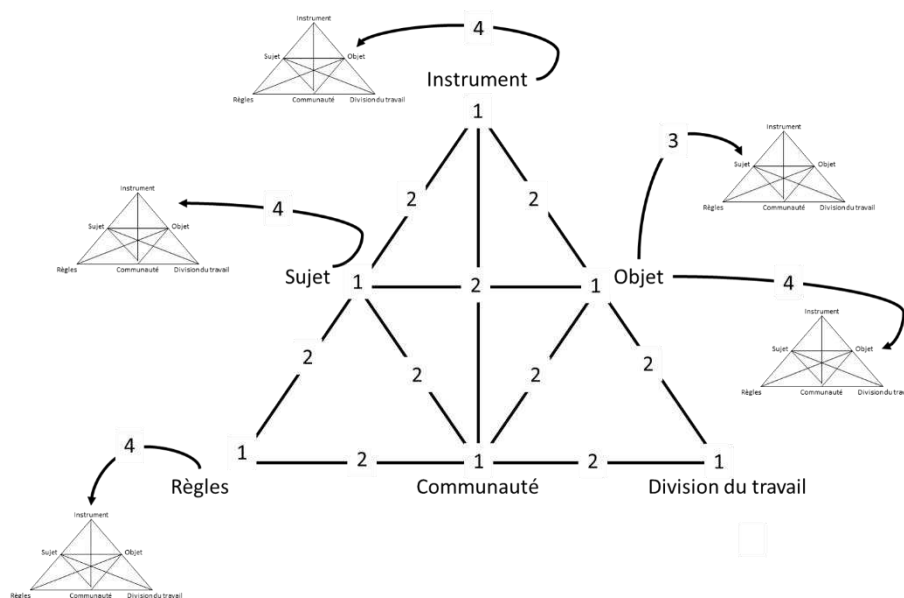 Instrument
4
Sujet
Objet
Règles
Communauté
Division du travail
Instrument
1
3
Instrument
Sujet
Objet
Règles
Communauté
Division du travail
2
2
Instrument
Sujet
Objet
Règles
Communauté
Division du travail
4
Sujet
1
2
1
Objet
4
Instrument
Sujet
Objet
Règles
Communauté
Division du travail
2
2
2
2
4
1
2
1
2
1
Règles
Communauté
Division du travail
Instrument
Sujet
Objet
Règles
Communauté
Division du travail